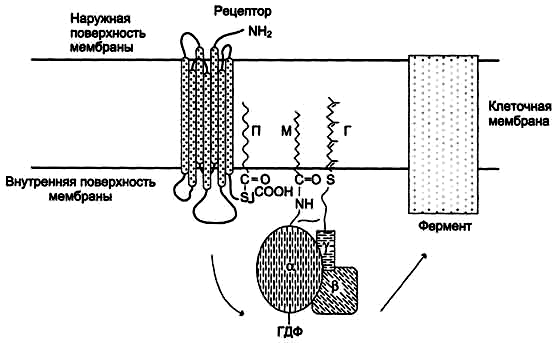 Наружная
поверхность
мембраны
Рецептор
NH2
П
М
Г
Клеточная
мембрана
Внутренняя поверхность
мембраны
C=O
C=O
S
S
COOH
NH
Фермент
α
γ
β
ГДФ